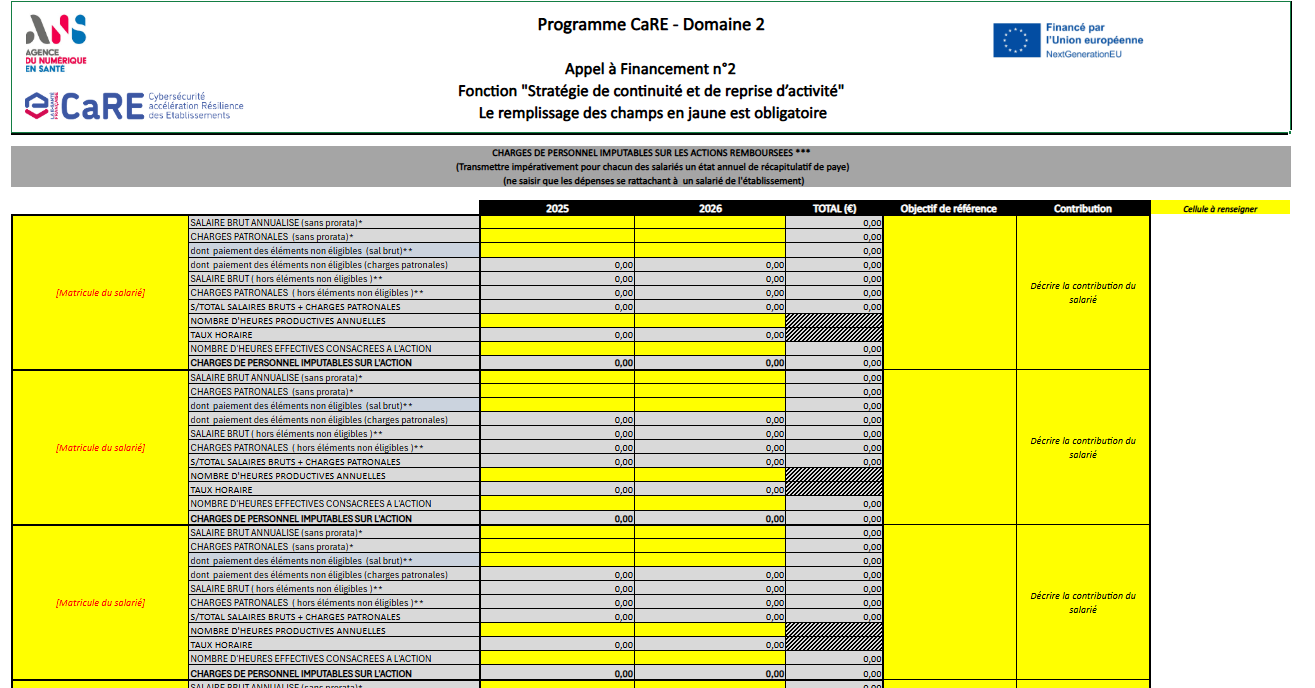 Programme CaRE - Domaine 2
ANS
AGENCE
DU NUMÉRIQUE
EN SANTÉ
Financé par
l'Union européenne
NextGenerationEU
Appel à Financement n°2
Fonction "Stratégie de continuité et de reprise d'activité"
Le remplissage des champs en jaune est obligatoire
CaRE
Cybersécurité
accélération Résilience
des Etablissements
CHARGES DE PERSONNEL IMPUTABLES SUR LES ACTIONS REMBOURSEES ***
(Transmettre impérativement pour chacun des salariés un état annuel de récapitulatif de paye)
(ne saisir que les dépenses se rattachant à un salarié de l'établissement)
2025 2026 TOTAL (€) Objectif de référence Contribution Cellule à renseigner
[Matricule du salarié]
SALAIRE BRUT ANNUALISE (sans prorata)* 0,00
CHARGES PATRONALES (sans prorata)* 0,00
dont paiement des éléments non éligibles (sal brut)** 0,00
dont paiement des éléments non éligibles (charges patronales) 0,00 0,00 0,00
SALAIRE BRUT ( hors éléments non éligibles )** 0,00 0,00 0,00
CHARGES PATRONALES ( hors éléments non éligibles )** 0,00 0,00 0,00
S/TOTAL SALAIRES BRUTS + CHARGES PATRONALES 0,00 0,00 0,00
NOMBRE D'HEURES PRODUCTIVES ANNUELLES
TAUX HORAIRE 0,00 0,00
NOMBRE D'HEURES EFFECTIVES CONSACREES A L'ACTION 0,00
CHARGES DE PERSONNEL IMPUTABLES SUR L'ACTION 0,00 0,00 0,00
Décrire la contribution du
salarié
[Matricule du salarié]
SALAIRE BRUT ANNUALISE (sans prorata)* 0,00
CHARGES PATRONALES (sans prorata)* 0,00
dont paiement des éléments non éligibles (sal brut)** 0,00
dont paiement des éléments non éligibles (charges patronales) 0,00 0,00 0,00
SALAIRE BRUT ( hors éléments non éligibles )** 0,00 0,00 0,00
CHARGES PATRONALES ( hors éléments non éligibles )** 0,00 0,00 0,00
S/TOTAL SALAIRES BRUTS + CHARGES PATRONALES 0,00 0,00 0,00
NOMBRE D'HEURES PRODUCTIVES ANNUELLES
TAUX HORAIRE 0,00 0,00
NOMBRE D'HEURES EFFECTIVES CONSACREES A L'ACTION 0,00
CHARGES DE PERSONNEL IMPUTABLES SUR L'ACTION 0,00 0,00 0,00
Décrire la contribution du
salarié
[Matricule du salarié]
SALAIRE BRUT ANNUALISE (sans prorata)* 0,00
CHARGES PATRONALES (sans prorata)* 0,00
dont paiement des éléments non éligibles (sal brut)** 0,00
dont paiement des éléments non éligibles (charges patronales) 0,00 0,00 0,00
SALAIRE BRUT ( hors éléments non éligibles )** 0,00 0,00 0,00
CHARGES PATRONALES ( hors éléments non éligibles )** 0,00 0,00 0,00
S/TOTAL SALAIRES BRUTS + CHARGES PATRONALES 0,00 0,00 0,00
NOMBRE D'HEURES PRODUCTIVES ANNUELLES
TAUX HORAIRE 0,00 0,00
NOMBRE D'HEURES EFFECTIVES CONSACREES A L'ACTION 0,00
CHARGES DE PERSONNEL IMPUTABLES SUR L'ACTION 0,00 0,00 0,00
Décrire la contribution du
salarié
SALAIRE BRUT ANNUALISE (sans prorata)* 0,00